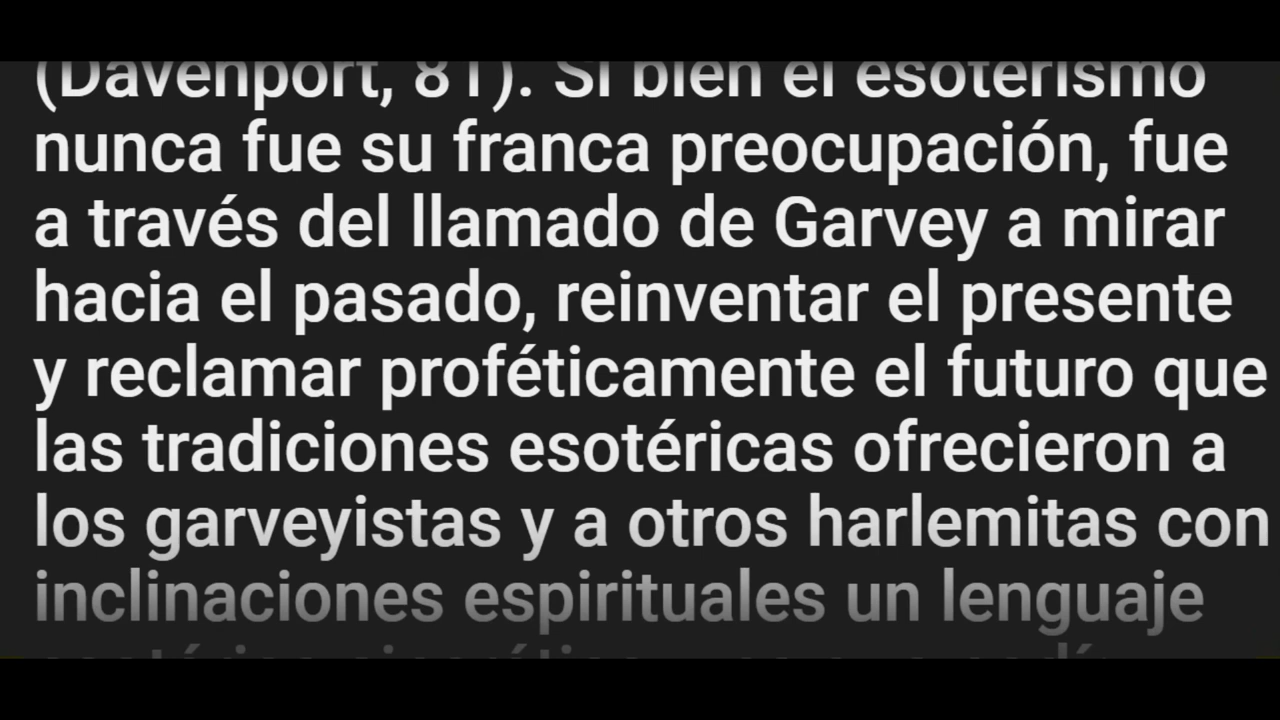 (Davenport, 81). Si bien el esoterismo
nunca fue su franca preocupación, fue
a través del llamado de Garvey a mirar
hacia el pasado, reinventar el presente
y reclamar proféticamente el futuro que
las tradiciones esotéricas ofrecieron a
los garveyistas y a otros harlemitas con
inclinaciones espirituales un lenguaje